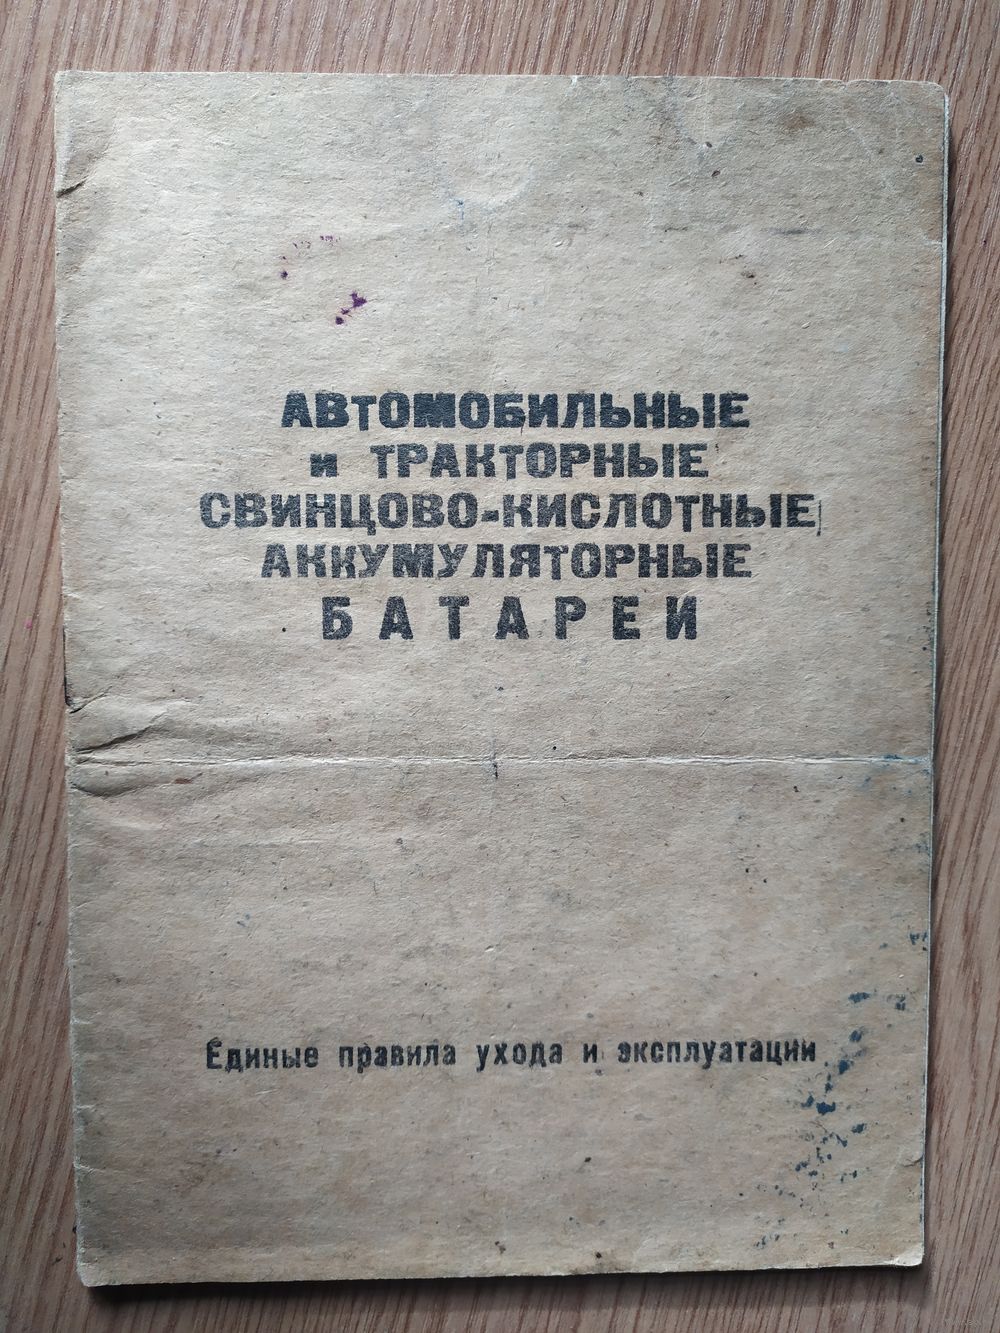 АВТОМОБИЛЬНЫЕ
и ТРАКТОРНЫЕ
СВИНЦОВО-КИСЛОТНЫЕ
АККУМУЛЯТОРНЫЕ
БАТАРЕИ
Единые правила ухода и эксплуатации